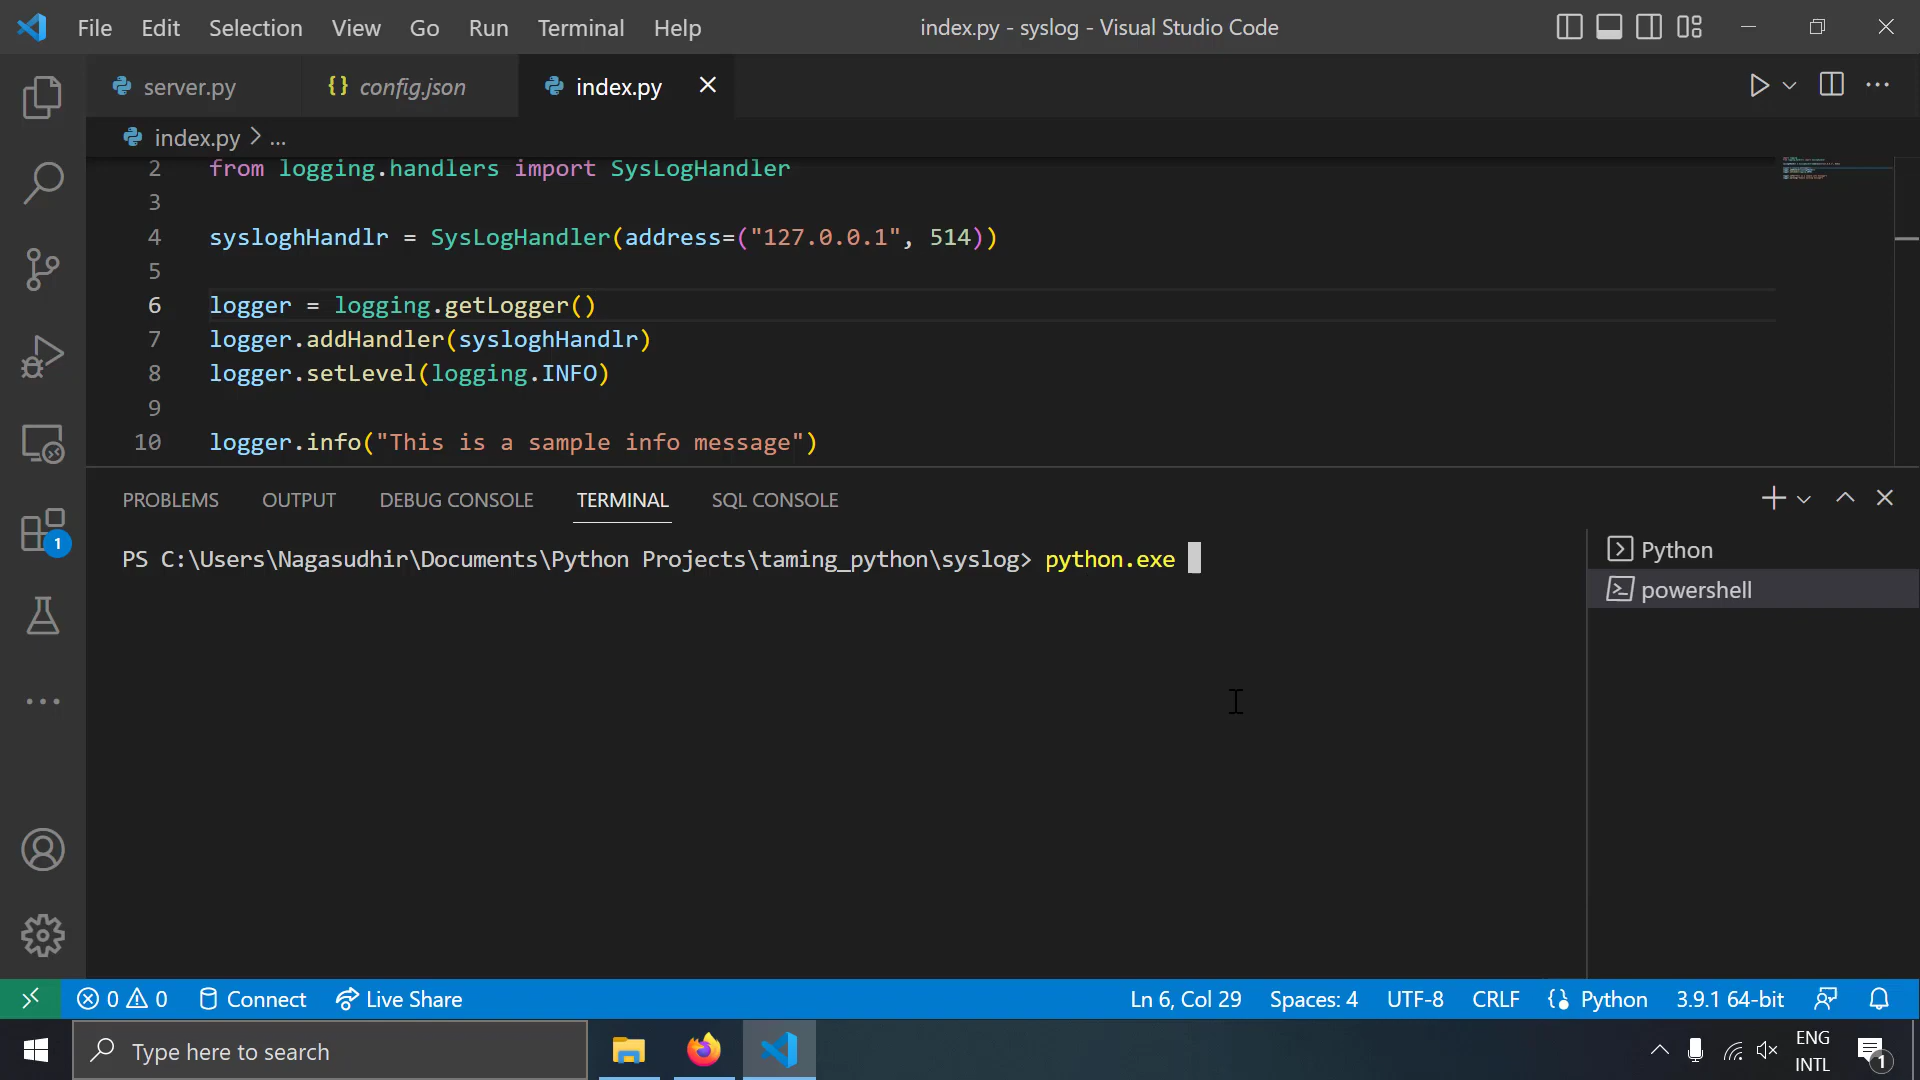 File Edit Selection View Go Run Terminal Help index.py - syslog - Visual Studio Code
server.py {} config.json index.py
index.py > ...
2 from logging.handlers import SysLogHandler
3
4 sysloghHandlr = SysLogHandler(address=("127.0.0.1", 514))
5
6 logger = logging.getLogger()
7 logger.addHandler(sysloghHandlr)
8 logger.setLevel(logging.INFO)
9
10 logger.info("This is a sample info message")
PROBLEMS OUTPUT DEBUG CONSOLE TERMINAL SQL CONSOLE
PS C:\Users\Nagasudhir\Documents\Python Projects\taming_python\syslog> python.exe
Python
powershell
1
0 0 Connect Live Share Ln 6, Col 29 Spaces: 4 UTF-8 CRLF Python 3.9.1 64-bit
Type here to search
ENG
INTL
1